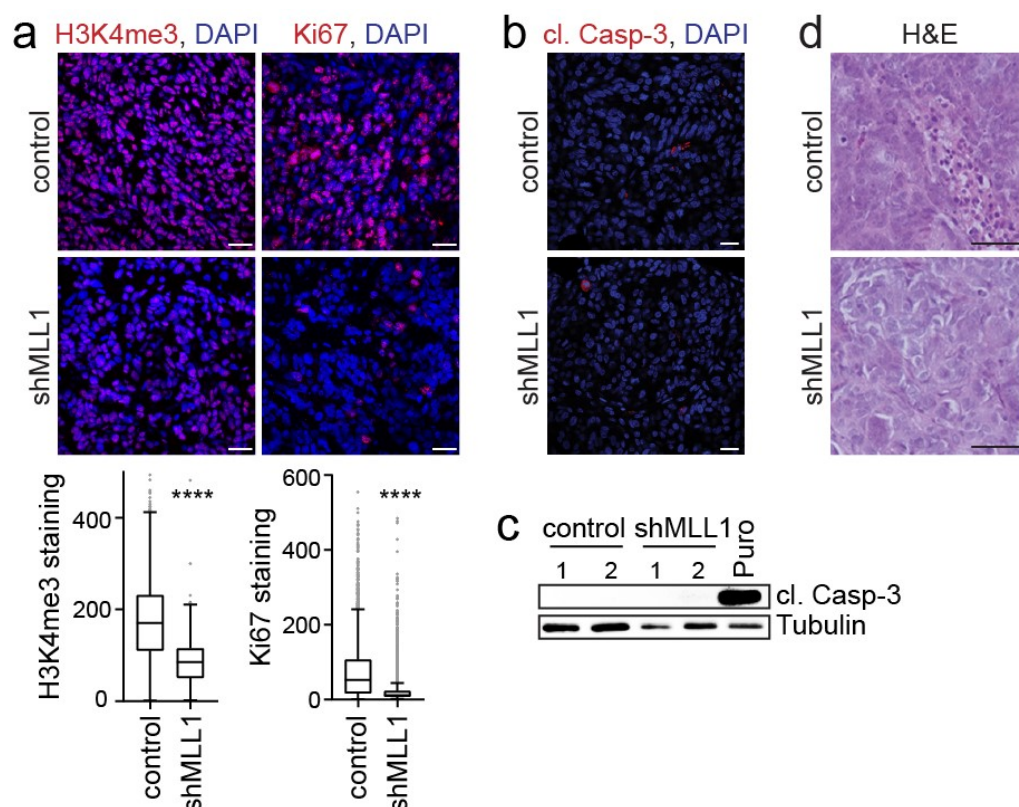 a
H3K4me3, DAPI
Ki67, DAPI
control
shMLL1
H3K4me3 staining
400
200
0
control
shMLL1
****
Ki67 staining
600
400
200
0
control
shMLL1
****
b
cl. Casp-3, DAPI
control
shMLL1
c
control shMLL1 Puro
1 2 1 2
cl. Casp-3
Tubulin
d
H&E
control
shMLL1